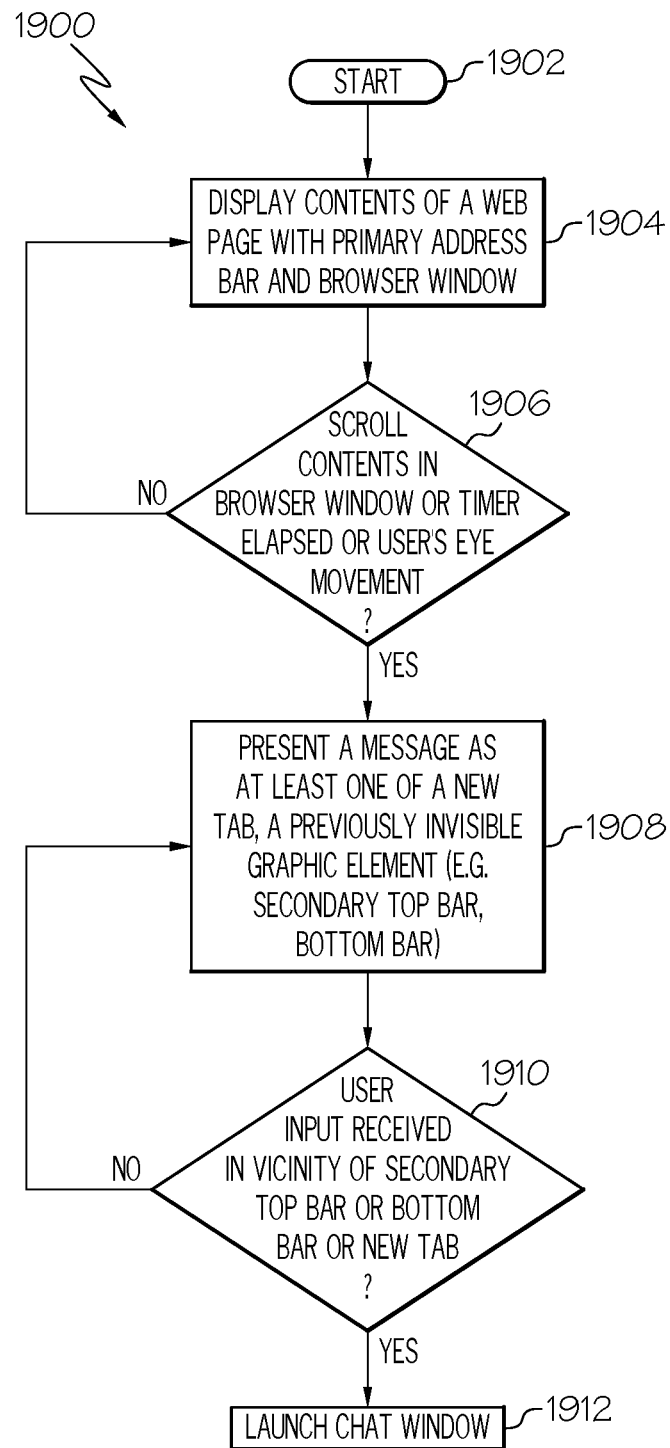 1900
START
1902
DISPLAY CONTENTS OF A WEB
PAGE WITH PRIMARY ADDRESS
BAR AND BROWSER WINDOW
1904
SCROLL
CONTENTS IN
BROWSER WINDOW OR TIMER
ELAPSED OR USER'S EYE
MOVEMENT
?
1906
NO
YES
PRESENT A MESSAGE AS
AT LEAST ONE OF A NEW
TAB, A PREVIOUSLY INVISIBLE
GRAPHIC ELEMENT (E.G.
SECONDARY TOP BAR,
BOTTOM BAR)
1908
USER
INPUT RECEIVED
IN VICINITY OF SECONDARY
TOP BAR OR BOTTOM
BAR OR NEW TAB
?
1910
NO
YES
LAUNCH CHAT WINDOW
1912